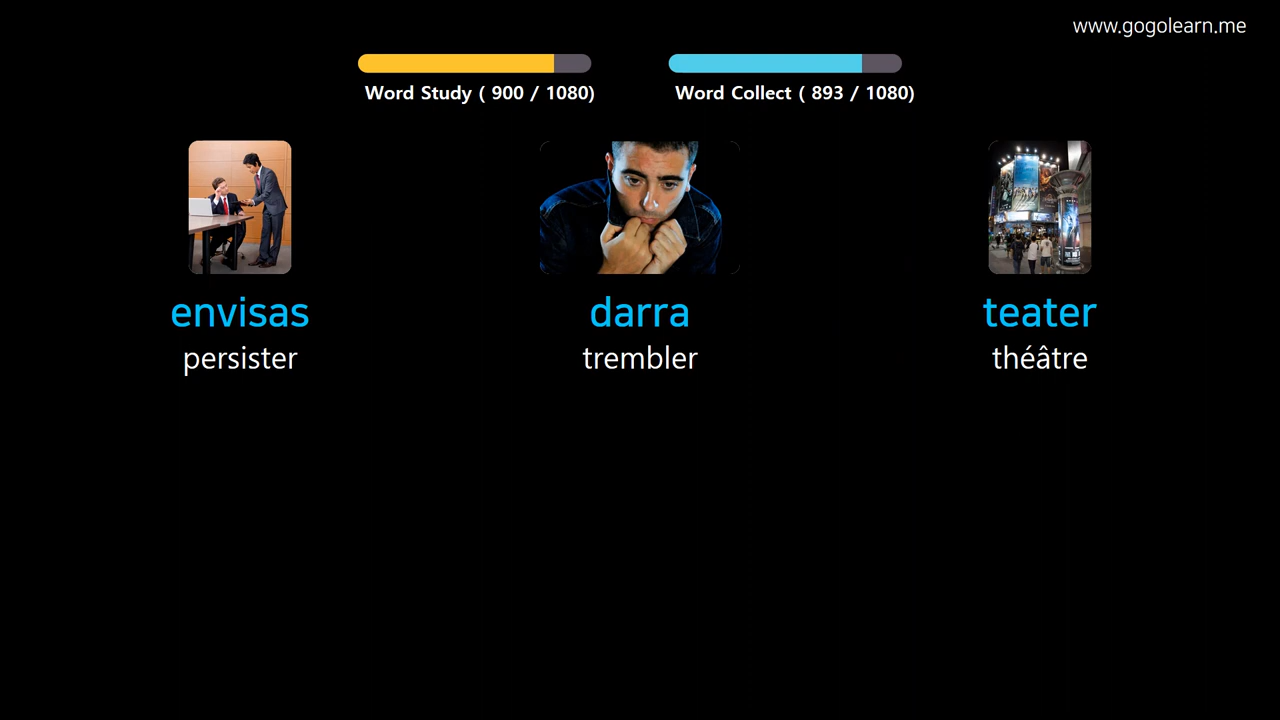 www.gogolearn.me
Word Study ( 900 / 1080)
Word Collect ( 893 / 1080)
envisas
darra
teater
persister
trembler
théâtre